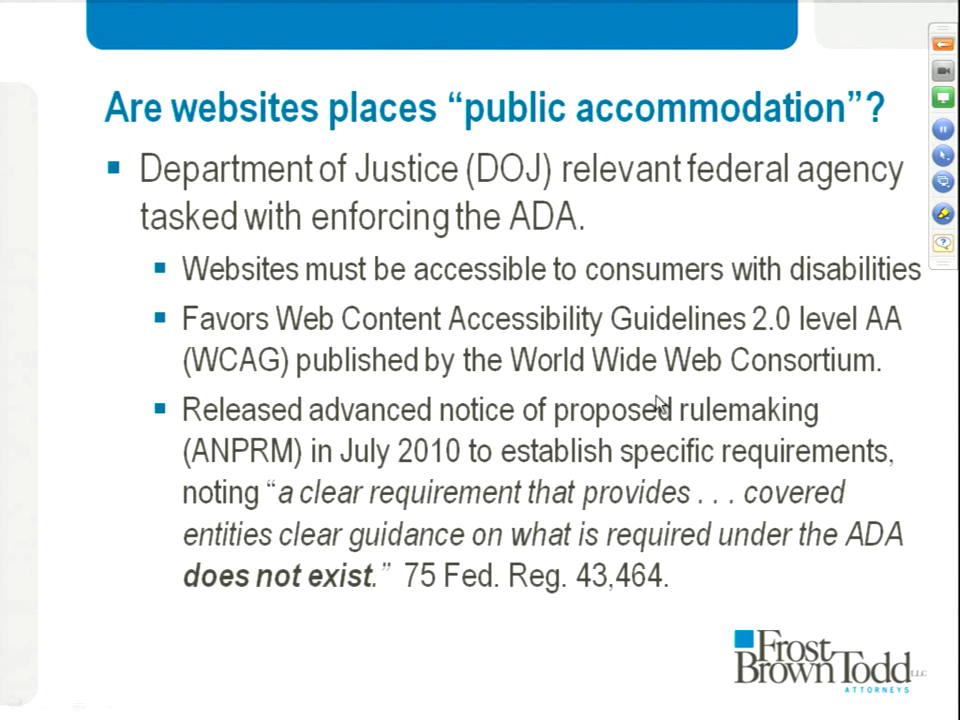 Are websites places “public accommodation”?
Department of Justice (DOJ) relevant federal agency
tasked with enforcing the ADA.
Websites must be accessible to consumers with disabilities
Favors Web Content Accessibility Guidelines 2.0 level AA
(WCAG) published by the World Wide Web Consortium.
Released advanced notice of proposed rulemaking
(ANPRM) in July 2010 to establish specific requirements,
noting “a clear requirement that provides . . . covered
entities clear guidance on what is required under the ADA
does not exist.” 75 Fed. Reg. 43,464.
Frost
Brown Todd LLC
ATTORNEYS